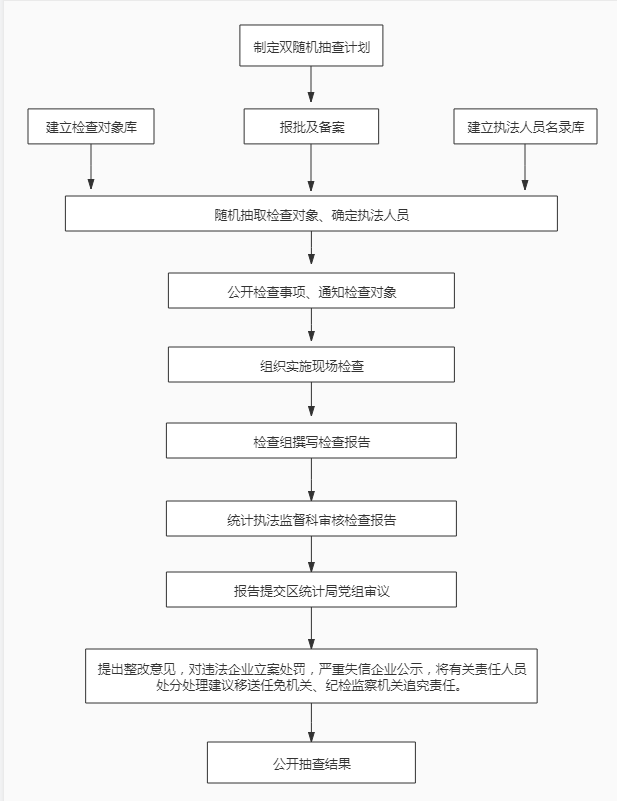 制定双随机抽查计划
建立检查对象库
报批及备案
建立执法人员名录库
随机抽取检查对象、确定执法人员
公开检查事项、通知检查对象
组织实施现场检查
检查组撰写检查报告
统计执法监督科审核检查报告
报告提交区统计局党组审议
提出整改意见，对违法企业立案处罚，严重失信企业公示，将有关责任人员
处分处理建议移送任免机关、纪检监察机关追究责任。
公开抽查结果